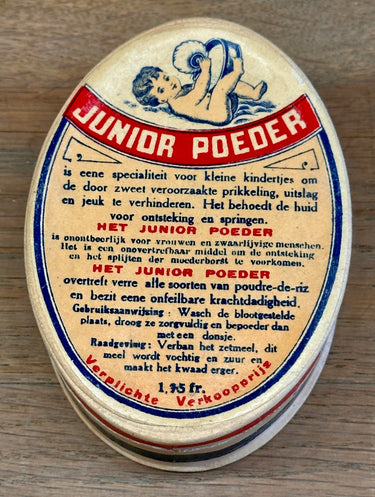 JUNIOR POEDER
is eene specialiteit voor kleine kindertjes om
de door zweet veroorzaakte prikkeling, uitslag
en jeuk te verhinderen. Het behoedt de huid
voor ontsteking en springen.
HET JUNIOR POEDER
is onontbeerlijk voor vrouwen en zwaarlijvige menschen.
Het is een onovertrefbaar middel om de ontsteking
en het splijten der moederborst te voorkomen.
HET JUNIOR POEDER
overtreft verre alle soorten van poudre-de-riz
en bezit eene onfeilbare krachtdadigheid.
Gebruiksaanwijzing : Wasch de blootgestelde
plaats, droog ze zorgvuldig en bepoeder dan
met een donsje.
Raadgeving : Verban het zetmeel, dit
meel wordt vochtig en zuur en
maakt het kwaad erger.
1,95 fr.
Verplichte Verkoopprijs